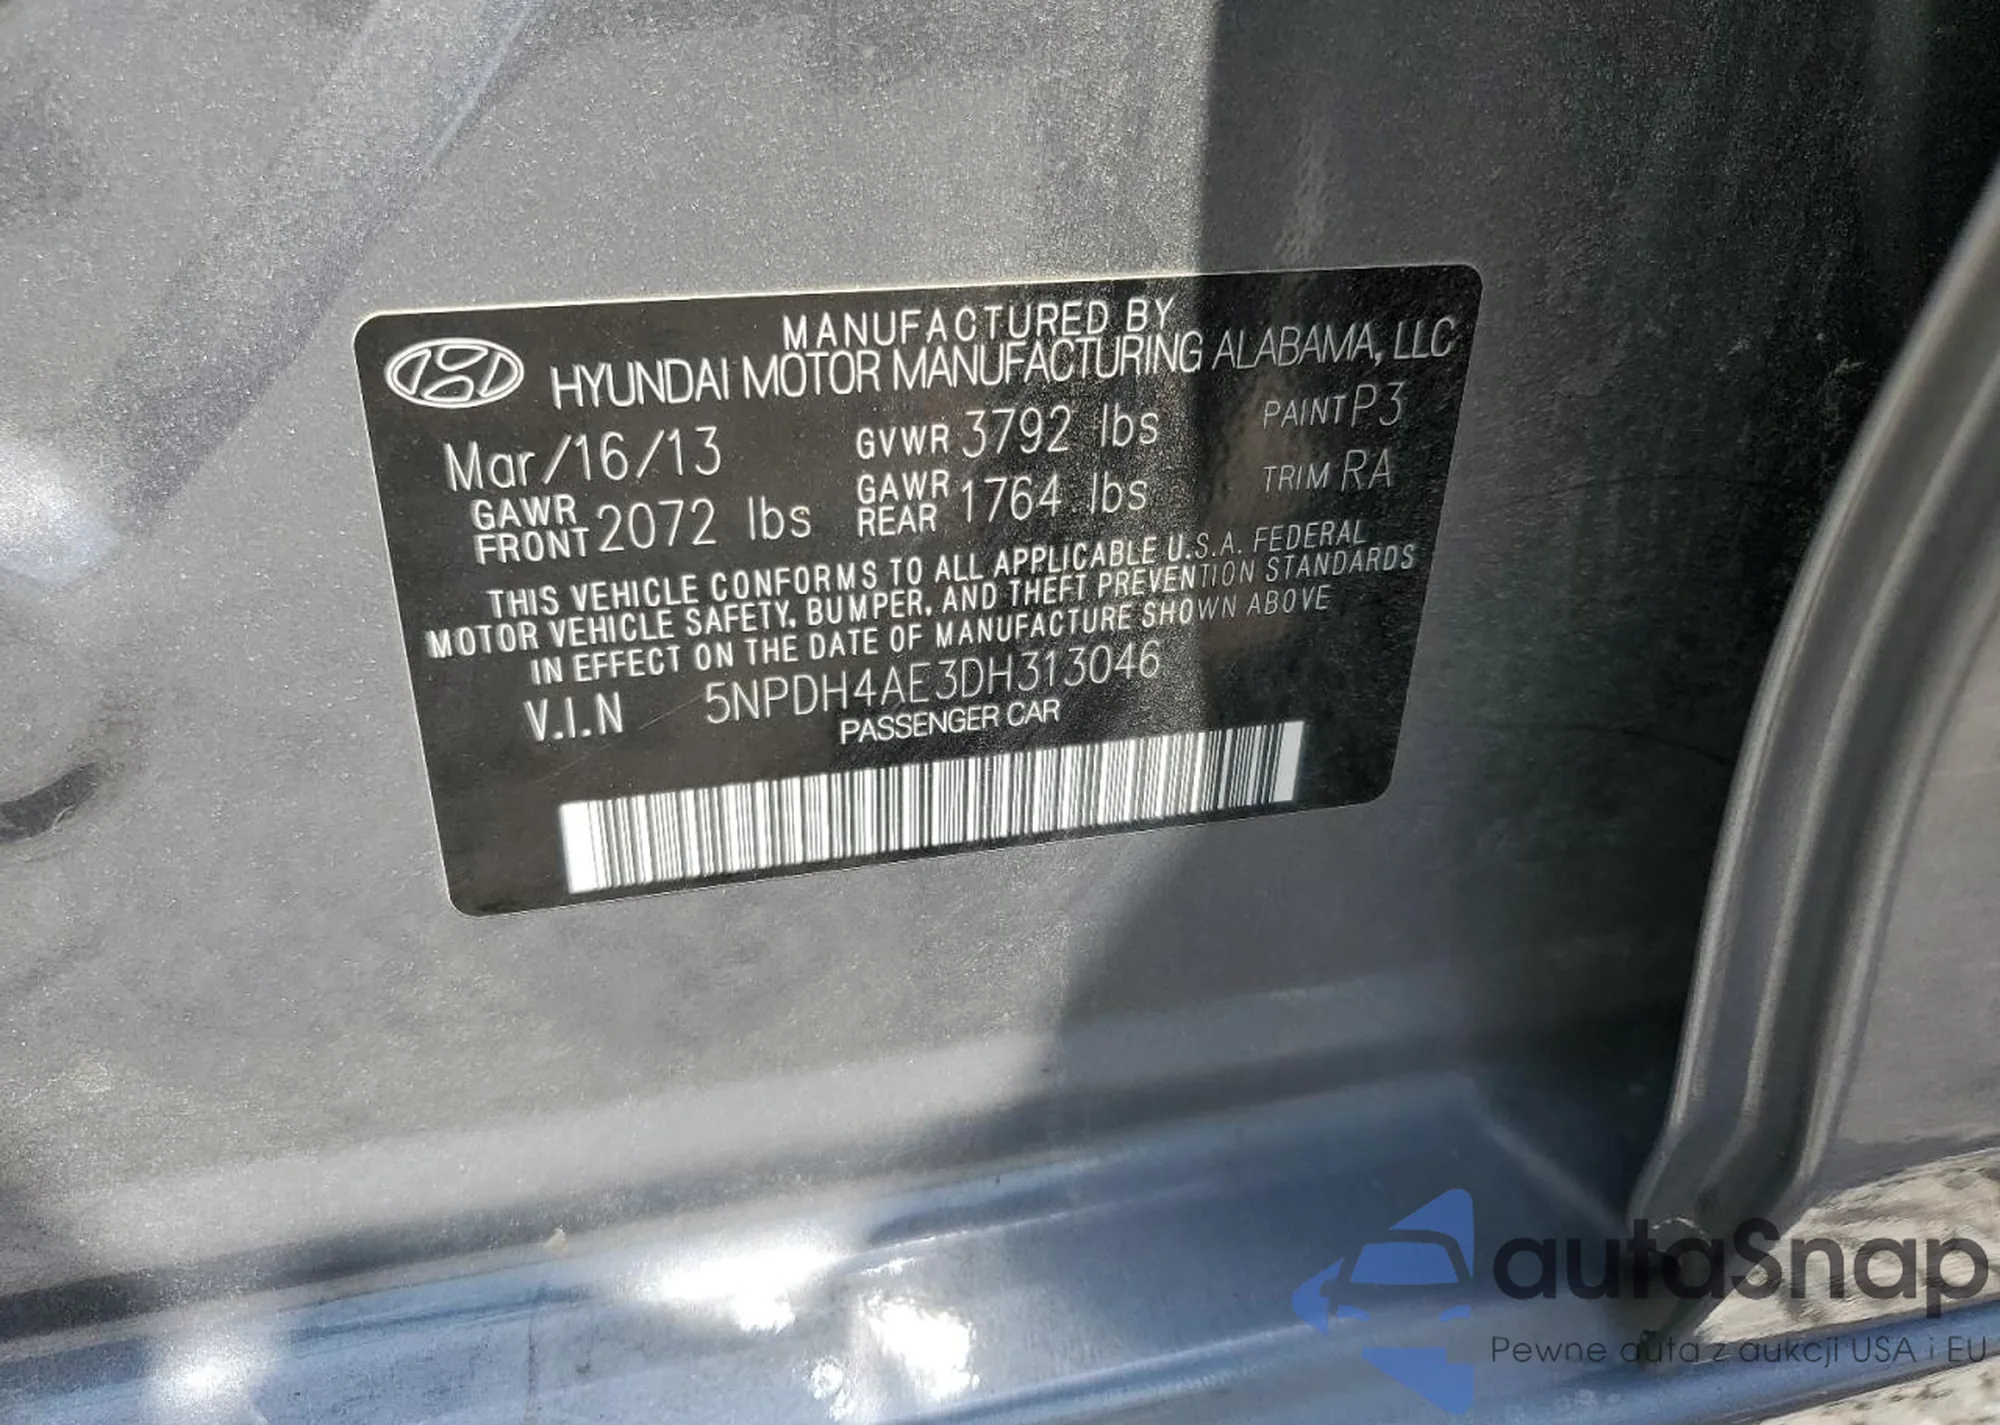 MANUFACTURED BY
HYUNDAI MOTOR MANUFACTURING ALABAMA, LLC
Mar/16/13 GVWR 3792 lbs PAINT P3
GAWR FRONT 2072 lbs GAWR REAR 1764 lbs TRIM RA
THIS VEHICLE CONFORMS TO ALL APPLICABLE U.S.A. FEDERAL
MOTOR VEHICLE SAFETY, BUMPER, AND THEFT PREVENTION STANDARDS
IN EFFECT ON THE DATE OF MANUFACTURE SHOWN ABOVE
V.I.N 5NPDH4AE3DH313046
PASSENGER CAR
autaSnap
Pewne auta z aukcji USA i EU